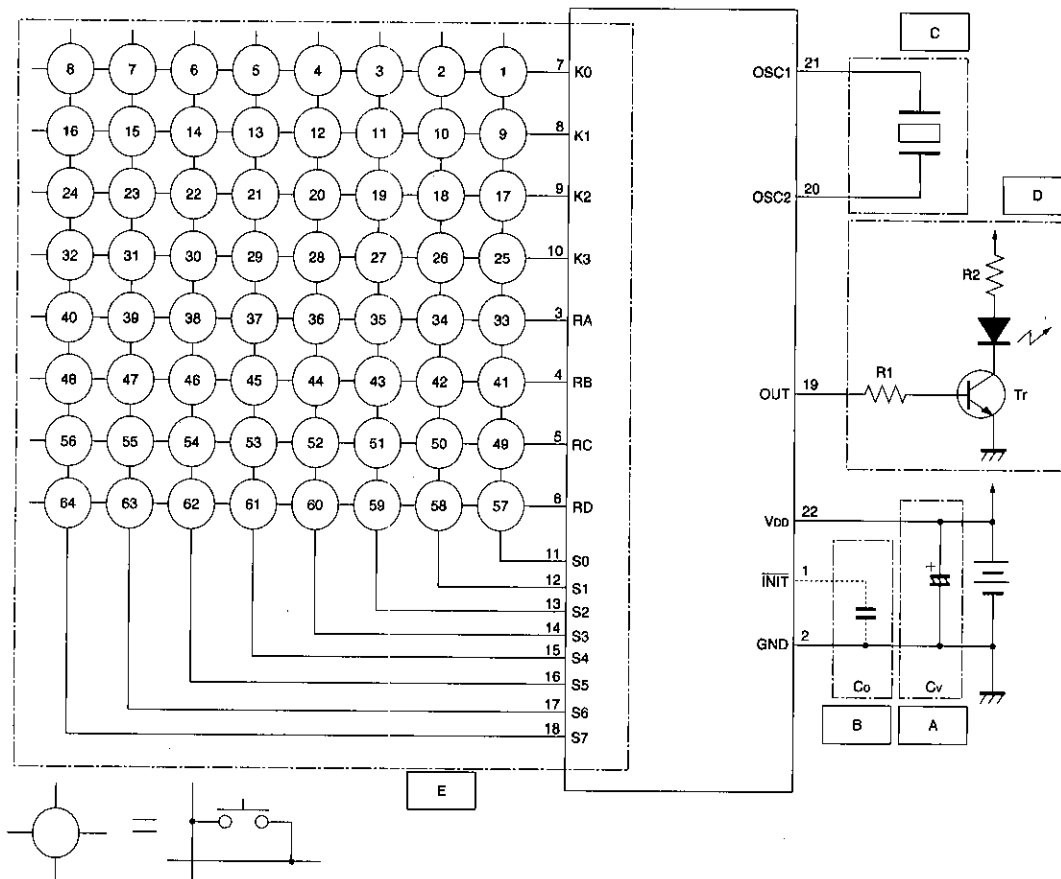 C
8 7 6 5 4 3 2 1 7 K0
OSC1 21
16 15 14 13 12 11 10 9 8 K1
24 23 22 21 20 19 18 17 9 K2
OSC2 20
D
32 31 30 29 28 27 26 25 10 K3
R2
40 39 38 37 36 35 34 33 3 RA
48 47 46 45 44 43 42 41 4 RB
OUT 19 R1 Tr
56 55 54 53 52 51 50 49 5 RC
64 63 62 61 60 59 58 57 6 RD
VDD 22
11 S0
12 S1
INIT 1 +
13 S2
14 S3
GND 2
15 S4
16 S5
C0 CV
17 S6
18 S7
B A
E